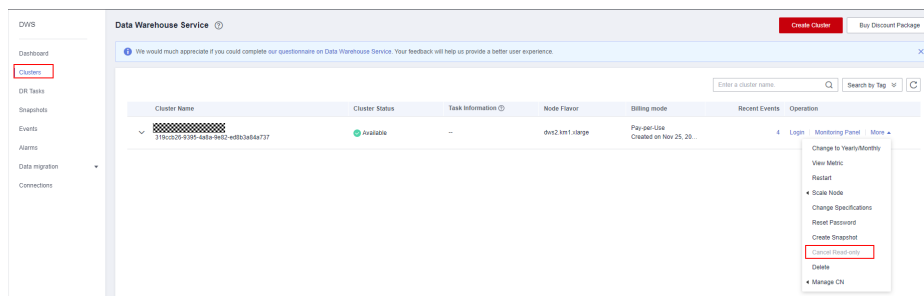 DWS
Data Warehouse Service
Create Cluster
Buy Discount Package
Dashboard
Clusters
DR Tasks
Snapshots
Events
Alarms
Data migration
Connections
We would much appreciate if you could complete our questionnaire on Data Warehouse Service. Your feedback will help us provide a better user experience.
Enter a cluster name.
Search by Tag
Cluster Name Cluster Status Task Information Node Flavor Billing mode Recent Events Operation
319ccb26-9395-4a8a-9e82-ed8b3a84a737
Available
--
dws2.km1.xlarge
Pay-per-Use
Created on Nov 25, 20...
4
Login Monitoring Panel More
Change to Yearly/Monthly
View Metric
Restart
Scale Node
Change Specifications
Reset Password
Create Snapshot
Cancel Read-only
Delete
Manage CN